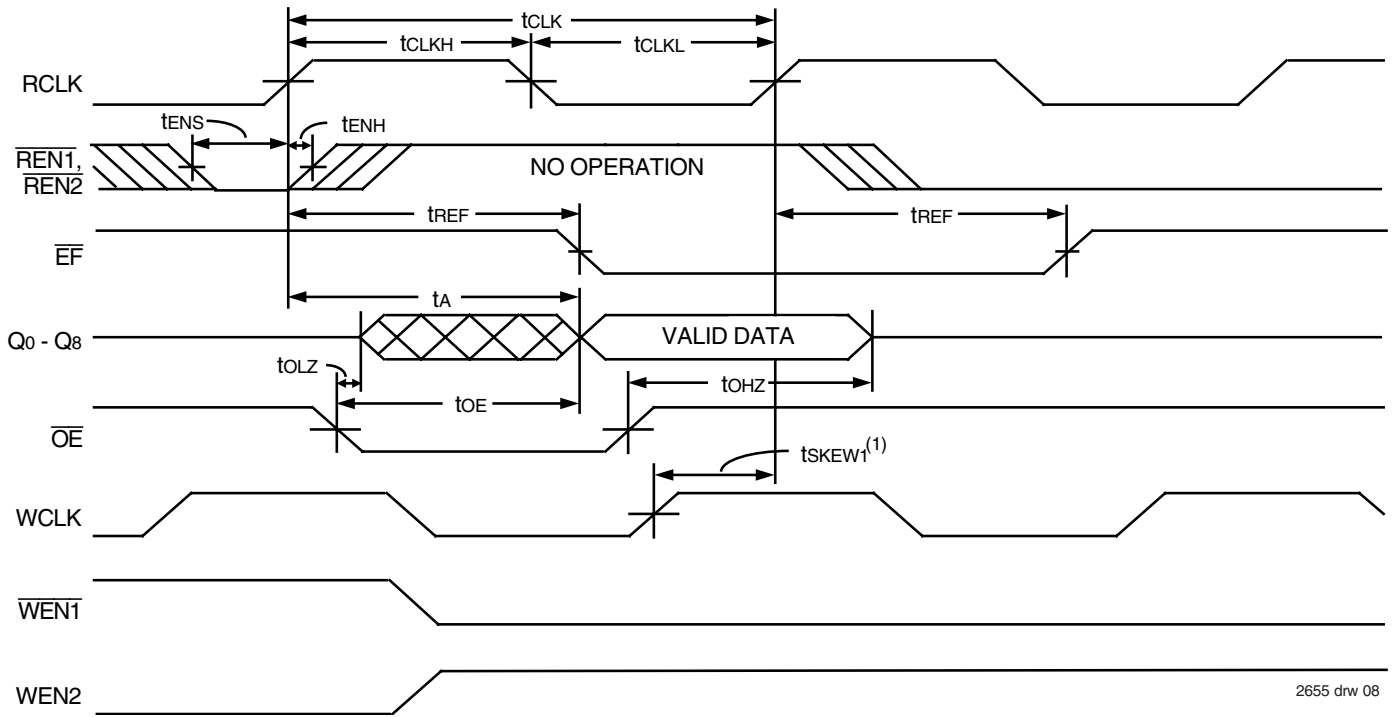 tCLK
tCLKH
tCLKL
RCLK
tENS
tENH
REN1,
REN2
NO OPERATION
tREF
tREF
EF
tA
Q0 - Q8
VALID DATA
tOLZ
tOHZ
tOE
OE
tSKEW1(1)
WCLK
WEN1
WEN2
2655 drw 08